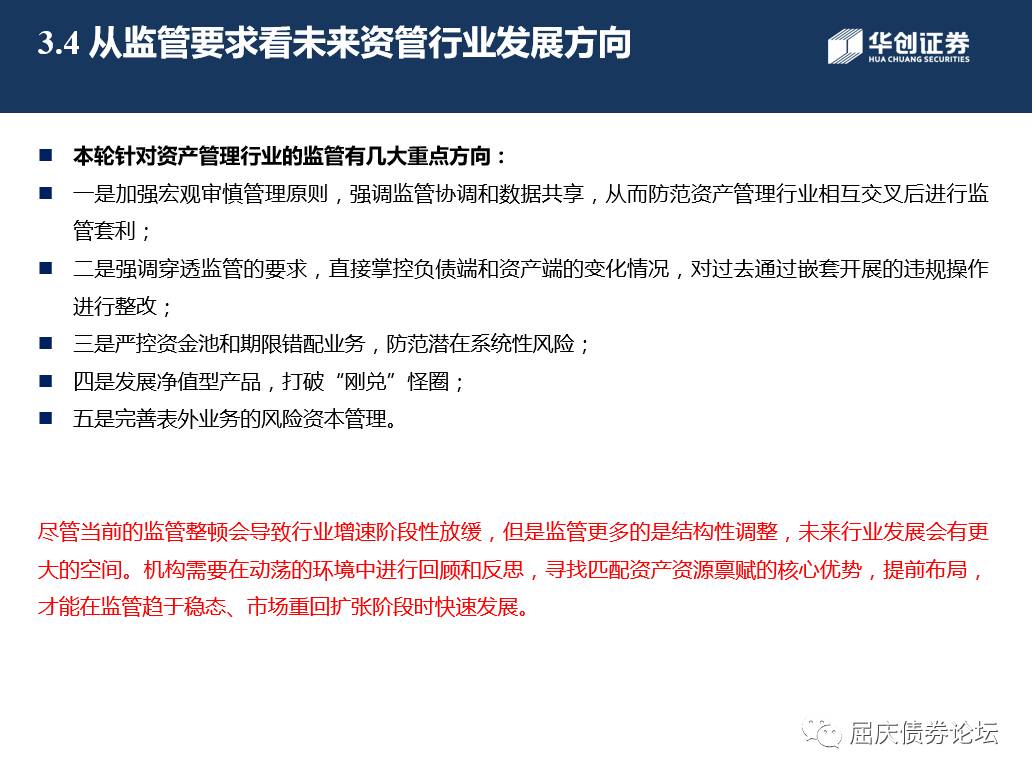 3.4 从监管要求看未来资管行业发展方向
华创证券
HUA CHUANG SECURITIES
本轮针对资产管理行业的监管有几大重点方向：
一是加强宏观审慎管理原则，强调监管协调和数据共享，从而防范资产管理行业相互交叉后进行监
管套利；
二是强调穿透监管的要求，直接掌控负债端和资产端的变化情况，对过去通过嵌套开展的违规操作
进行整改；
三是严控资金池和期限错配业务，防范潜在系统性风险；
四是发展净值型产品，打破“刚兑”怪圈；
五是完善表外业务的风险资本管理。
尽管当前的监管整顿会导致行业增速阶段性放缓，但是监管更多的是结构性调整，未来行业发展会有更
大的空间。机构需要在动荡的环境中进行回顾和反思，寻找匹配资产资源禀赋的核心优势，提前布局，
才能在监管趋于稳态、市场重回扩张阶段时快速发展。
屈庆债券论坛